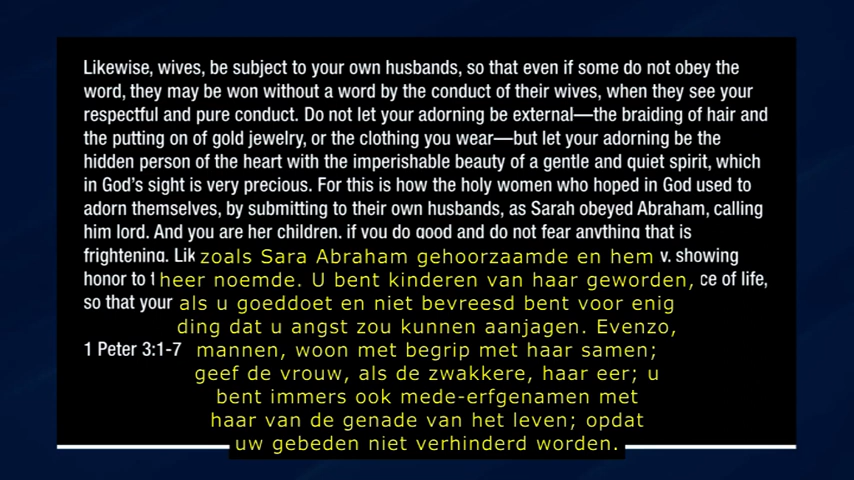 Likewise, wives, be subject to your own husbands, so that even if some do not obey the
word, they may be won without a word by the conduct of their wives, when they see your
respectful and pure conduct. Do not let your adorning be external—the braiding of hair and
the putting on of gold jewelry, or the clothing you wear—but let your adorning be the
hidden person of the heart with the imperishable beauty of a gentle and quiet spirit, which
in God's sight is very precious. For this is how the holy women who hoped in God used to
adorn themselves, by submitting to their own husbands, as Sarah obeyed Abraham, calling
him lord. And you are her children, if you do good and do not fear anything that is
frightening. showing
honor to ce of life,
so that your
1 Peter 3:1-7
zoals Sara Abraham gehoorzaamde en hem
heer noemde. U bent kinderen van haar geworden,
als u goeddoet en niet bevreesd bent voor enig
ding dat u angst zou kunnen aanjagen. Evenzo,
mannen, woon met begrip met haar samen;
geef de vrouw, als de zwakkere, haar eer; u
bent immers ook mede-erfgenamen met
haar van de genade van het leven; opdat
uw gebeden niet verhinderd worden.